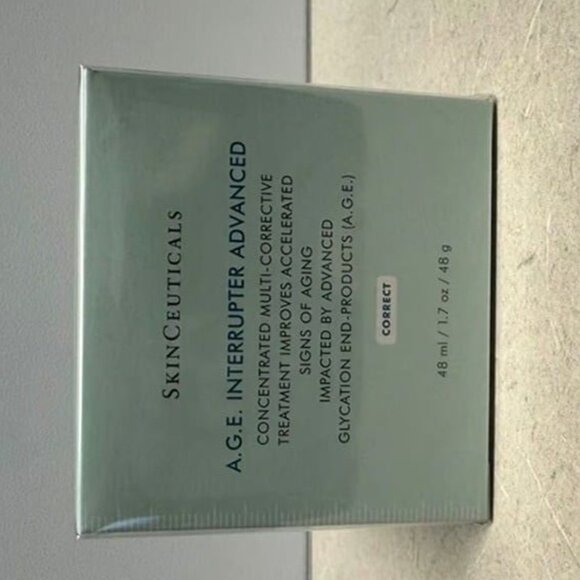 SKINCEUTICALS
A.G.E. INTERRUPTER ADVANCED
CONCENTRATED MULTI-CORRECTIVE
TREATMENT IMPROVES ACCELERATED
SIGNS OF AGING
IMPACTED BY ADVANCED
GLYCATION END-PRODUCTS (A.G.E.)
CORRECT
48 ml / 1.7 oz / 48 g